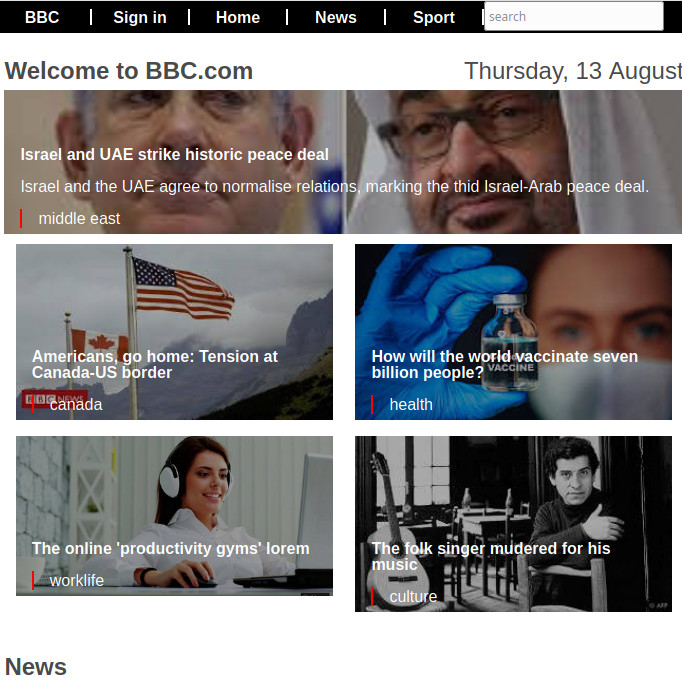 BBC Sign in Home News Sport search
Welcome to BBC.com Thursday, 13 August
Israel and UAE strike historic peace deal
Israel and the UAE agree to normalise relations, marking the thid Israel-Arab peace deal.
middle east
Americans, go home: Tension at
Canada-US border
BBC NEWS
canada
How will the world vaccinate seven
billion people?
VACCINE
health
The online 'productivity gyms' lorem
worklife
The folk singer mudered for his
music
culture
© AFP
News